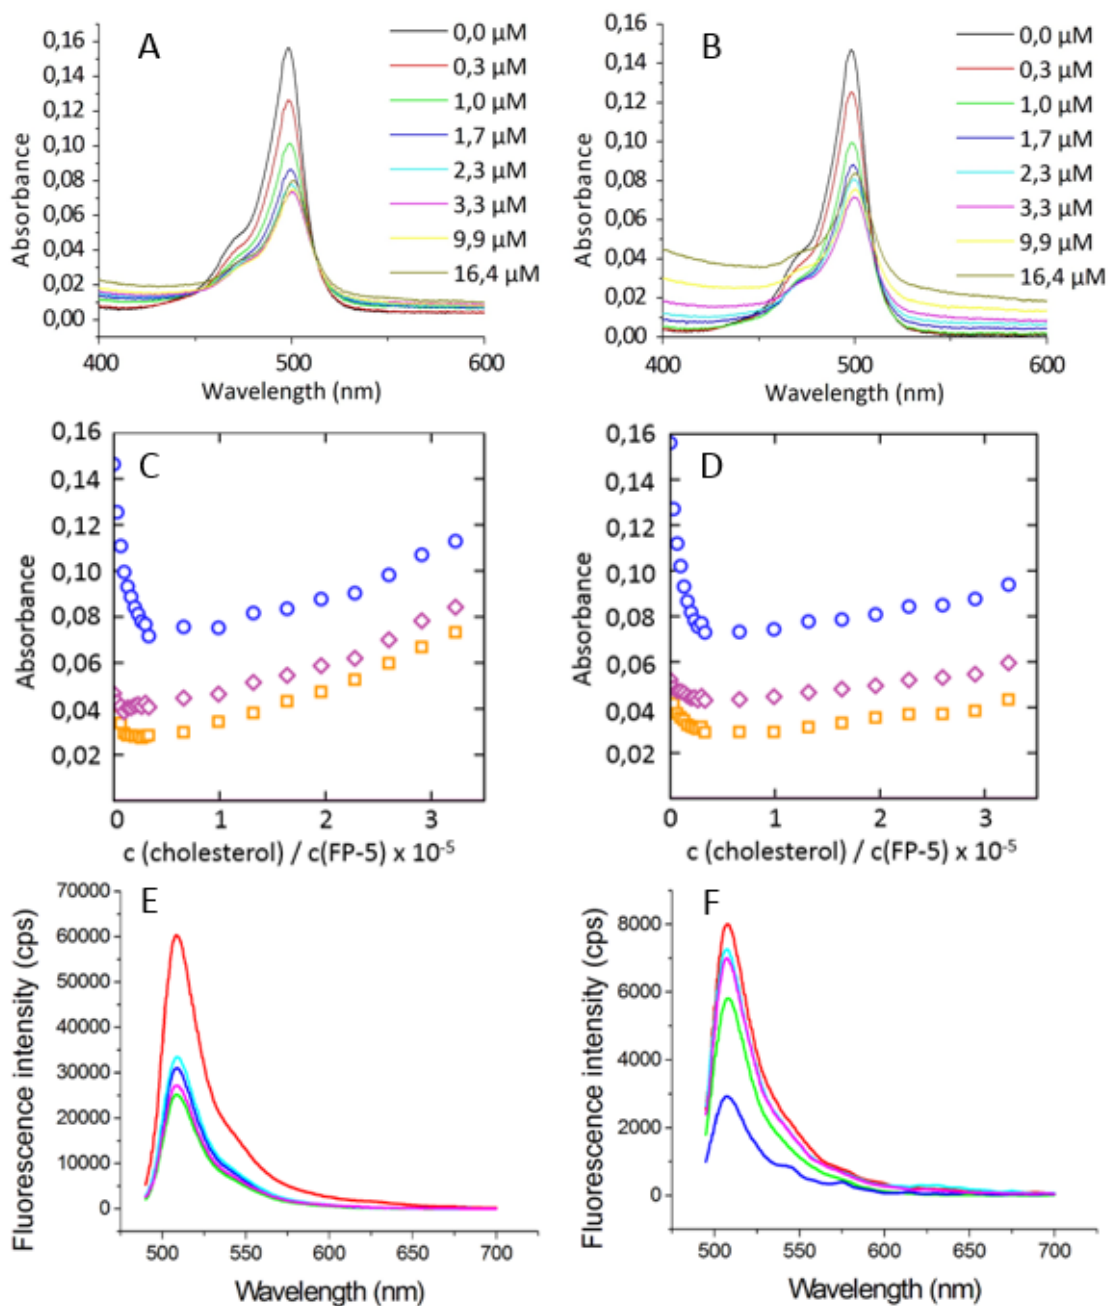 A
0,16
0,14
0,12
0,10
0,08
0,06
0,04
0,02
0,00
Absorbance
400
500
600
Wavelength (nm)
0,0 µM
0,3 µM
1,0 µM
1,7 µM
2,3 µM
3,3 µM
9,9 µM
16,4 µM
B
0,16
0,14
0,12
0,10
0,08
0,06
0,04
0,02
0,00
Absorbance
400
500
600
Wavelength (nm)
0,0 µM
0,3 µM
1,0 µM
1,7 µM
2,3 µM
3,3 µM
9,9 µM
16,4 µM
C
0,16
0,14
0,12
0,10
0,08
0,06
0,04
0,02
Absorbance
0
1
2
3
c (cholesterol) / c(FP-5) x 10⁻⁵
D
0,16
0,14
0,12
0,10
0,08
0,06
0,04
0,02
Absorbance
0
1
2
3
c (cholesterol) / c(FP-5) x 10⁻⁵
E
70000
60000
50000
40000
30000
20000
10000
0
Fluorescence intensity (cps)
500
550
600
650
700
Wavelength (nm)
F
8000
6000
4000
2000
0
Fluorescence intensity (cps)
500
550
600
650
700
Wavelength (nm)